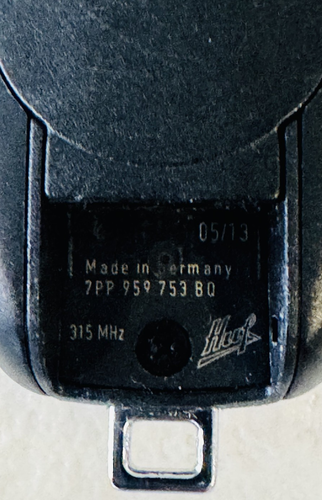 05/13
Made in Germany
7PP 959 753 BQ
315 MHz
Huf